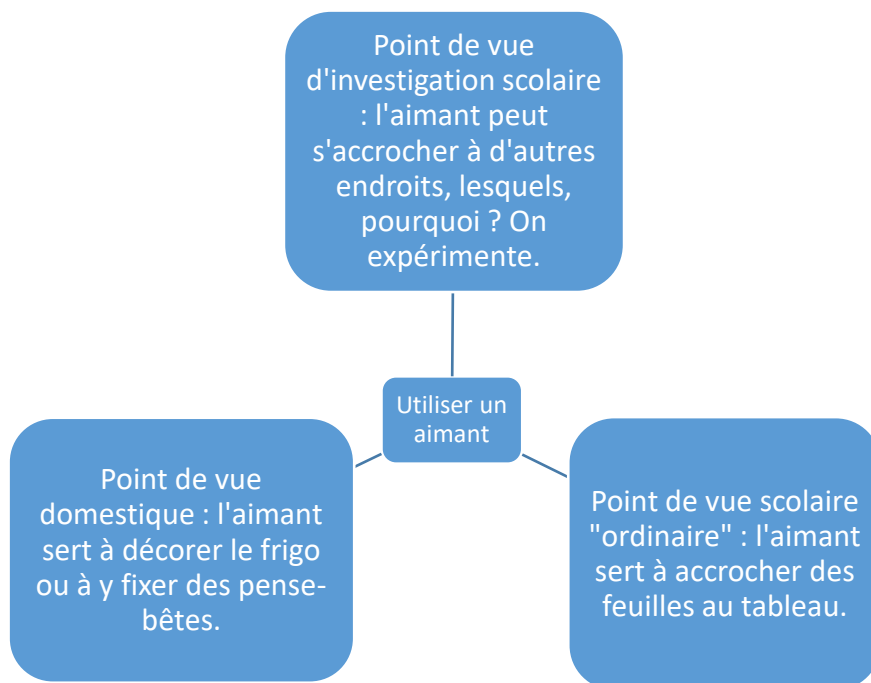 Point de vue
d'investigation scolaire
: l'aimant peut
s'accrocher à d'autres
endroits, lesquels,
pourquoi ? On
expérimente.
Utiliser un
aimant
Point de vue
domestique : l'aimant
sert à décorer le frigo
ou à y fixer des pense-
bêtes.
Point de vue scolaire
"ordinaire" : l'aimant
sert à accrocher des
feuilles au tableau.